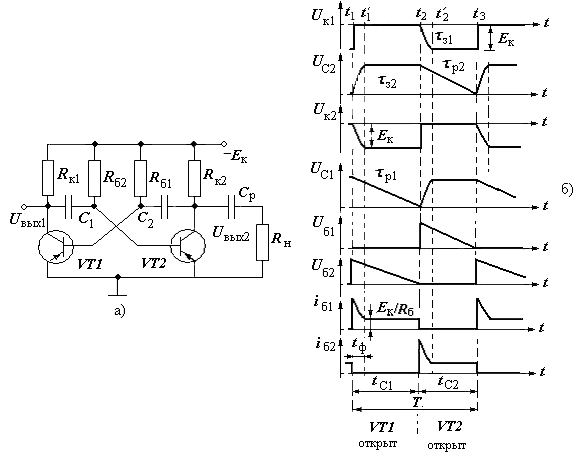 −Eк
Rк1
Rб2
Rб1
Rк2
Cр
Uвых1
C1
C2
Uвых2
Rн
VT1
VT2
а)
Uк1
t1
t′1
t2
t′2
t3
t
τз1
Eк
UC2
τз2
τр2
t
Uк2
Eк
t
UC1
τр1
t
б)
Uб1
t
Uб2
t
iб1
Eк/Rб
t
iб2
tф
t
tC1
tC2
T
VT1
открыт
VT2
открыт